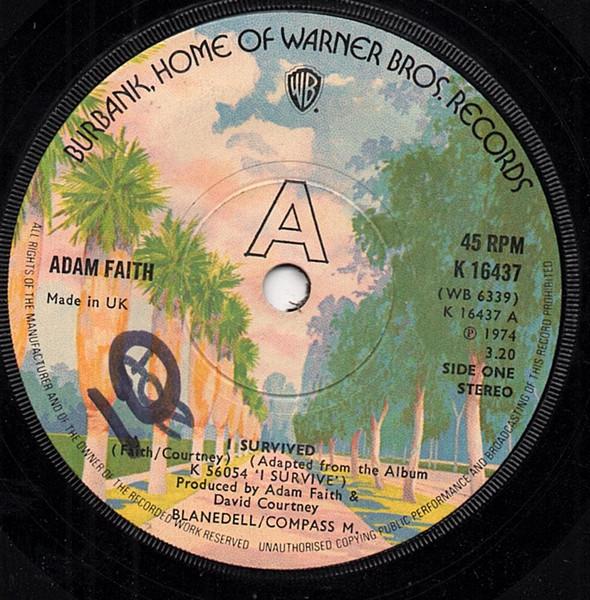 BURBANK, HOME OF WARNER BROS. RECORDS
WB
A
ADAM FAITH
Made in UK
45 RPM
K 16437
(WB 6339)
K 16437 A
Ⓟ 1974
3.20
SIDE ONE
STEREO
I SURVIVED
(Faith/Courtney) (Adapted from the Album
K 56054 'I SURVIVE')
Produced by Adam Faith &
David Courtney
BLANEDELL/COMPASS M.
ALL RIGHTS OF THE MANUFACTURER AND OF THE OWNER OF THE RECORDED WORK RESERVED UNAUTHORISED COPYING PUBLIC PERFORMANCE AND BROADCASTING OF THIS RECORD PROHIBITED